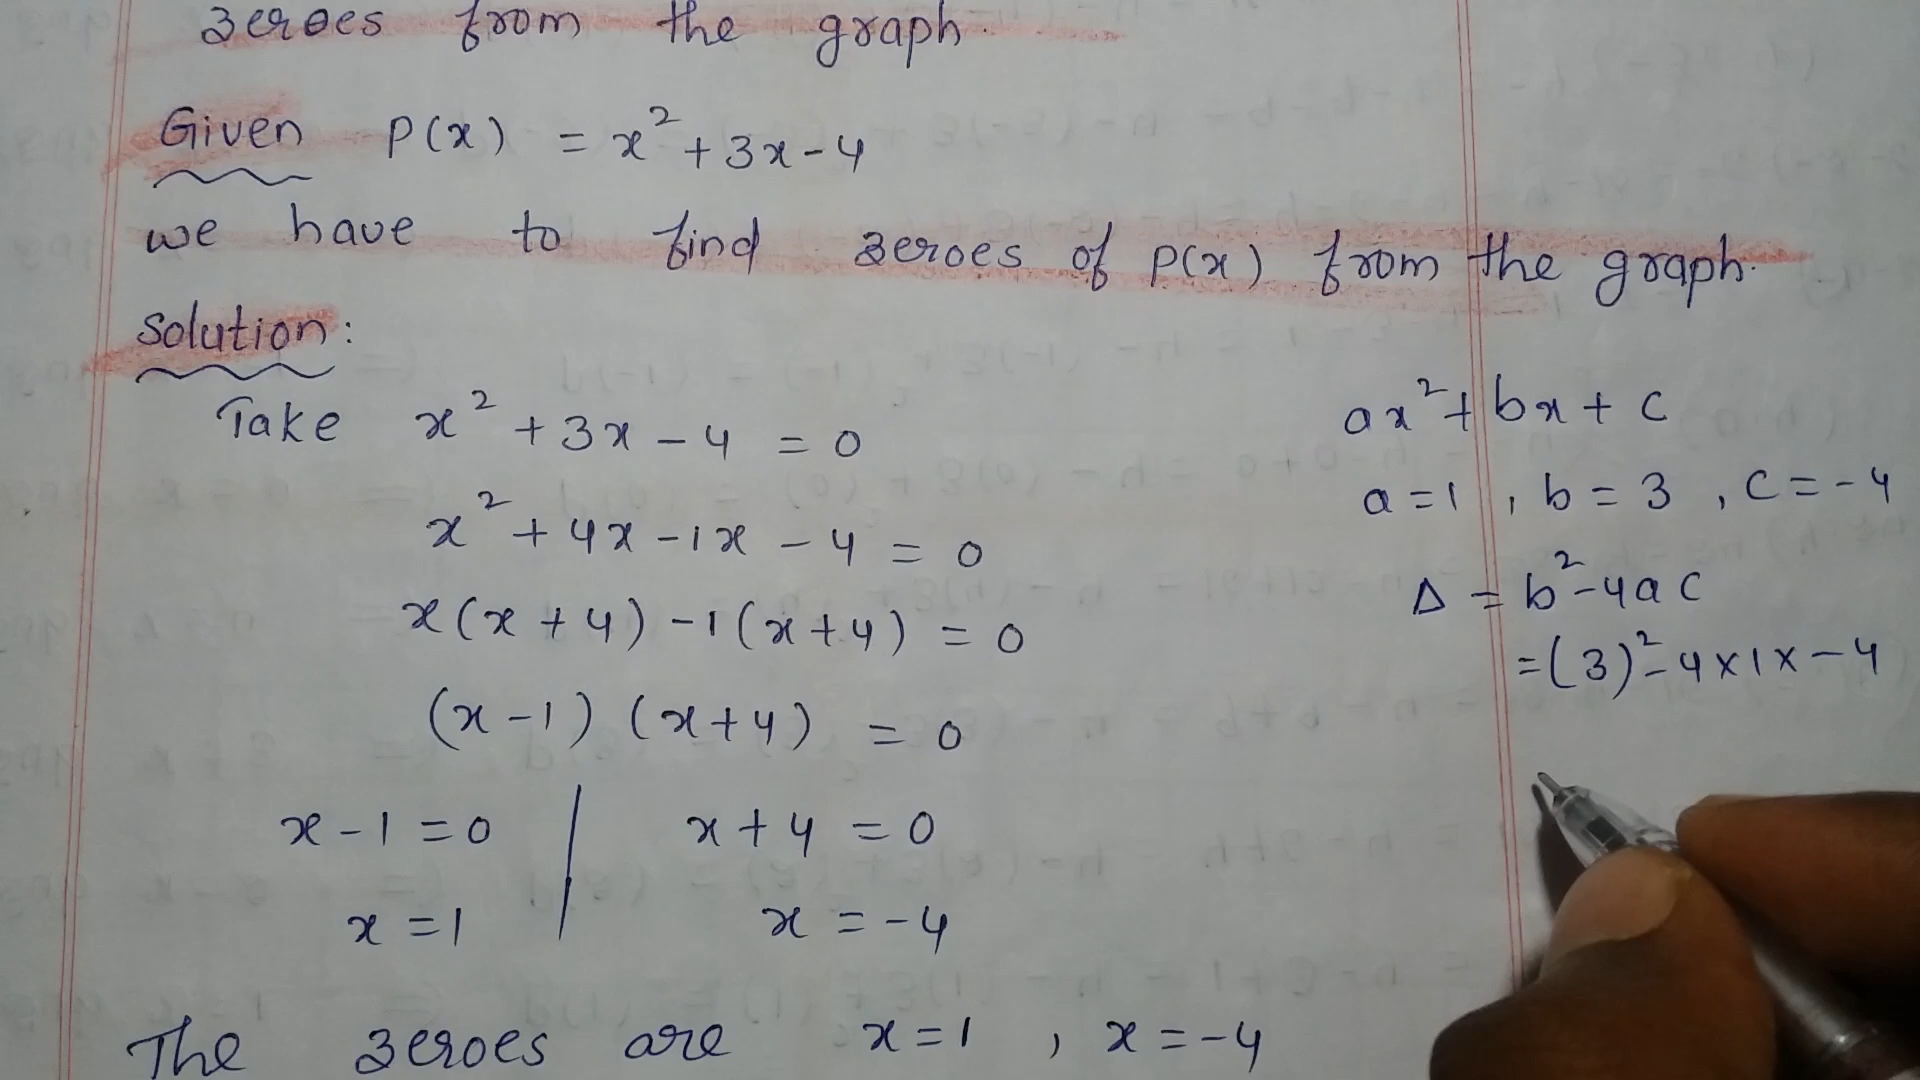 zeroes from the graph.
Given P(x) = x² + 3x - 4
we have to find zeroes of P(x) from the graph.
Solution:
Take x² + 3x - 4 = 0
x² + 4x - 1x - 4 = 0
x(x + 4) - 1(x + 4) = 0
(x - 1) (x + 4) = 0
x - 1 = 0 | x + 4 = 0
x = 1 | x = -4
The zeroes are x = 1 , x = -4
ax² + bx + c
a = 1 , b = 3 , c = -4
Δ = b² - 4ac
= (3)² - 4 × 1 × -4